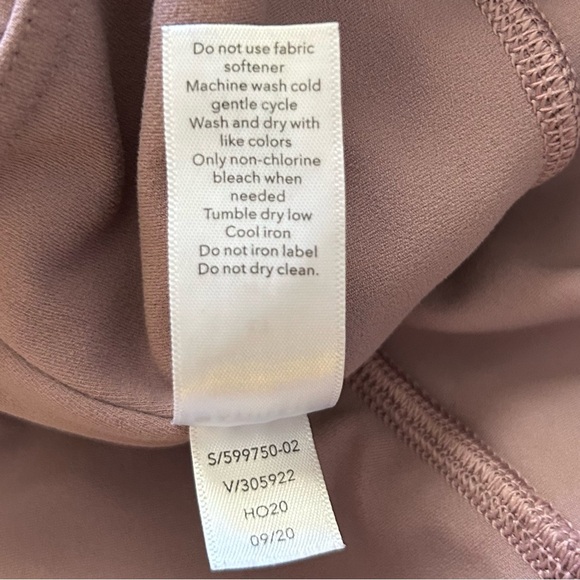 Do not use fabric
softener
Machine wash cold
gentle cycle
Wash and dry with
like colors
Only non-chlorine
bleach when
needed
Tumble dry low
Cool iron
Do not iron label
Do not dry clean.
S/599750-02
V/305922
HO20
09/20